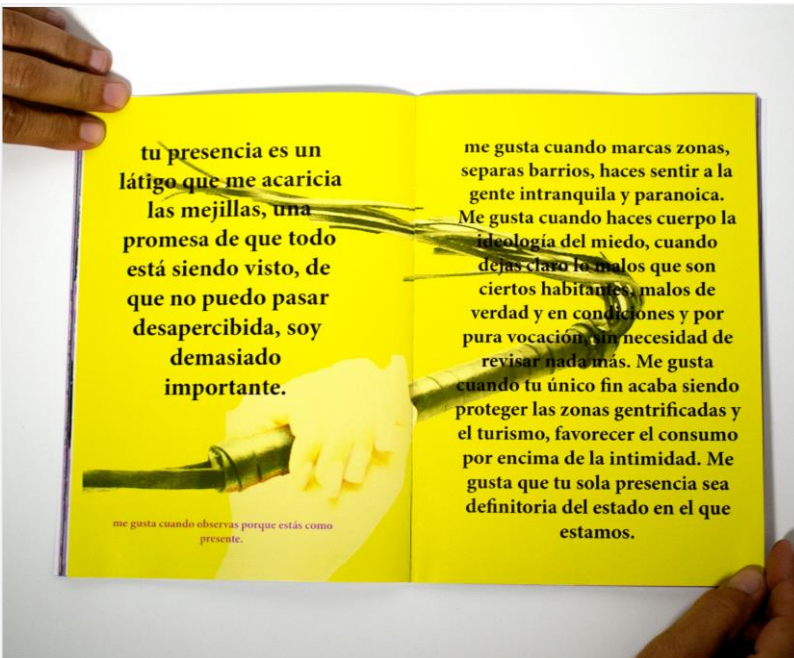 tu presencia es un
látigo que me acaricia
las mejillas, una
promesa de que todo
está siendo visto, de
que no puedo pasar
desapercibida, soy
demasiado
importante.
me gusta cuando observas porque estás como
presente.
me gusta cuando marcas zonas,
separas barrios, haces sentir a la
gente intranquila y paranoica.
Me gusta cuando haces cuerpo la
ideología del miedo, cuando
dejas claro lo malos que son
ciertos habitantes, malos de
verdad y en condiciones y por
pura vocación, sin necesidad de
revisar nada más. Me gusta
cuando tu único fin acaba siendo
proteger las zonas gentrificadas y
el turismo, favorecer el consumo
por encima de la intimidad. Me
gusta que tu sola presencia sea
definitoria del estado en el que
estamos.